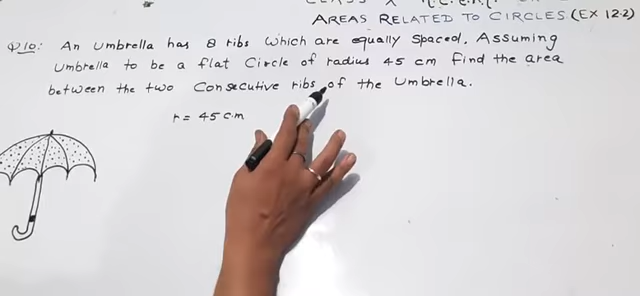 AREAS RELATED TO CIRCLES (EX 12.2)
Q10: An Umbrella has 8 ribs which are equally spaced. Assuming
Umbrella to be a flat Circle of radius 45 cm find the area
between the two Consecutive ribs of the Umbrella.
r = 45 cm